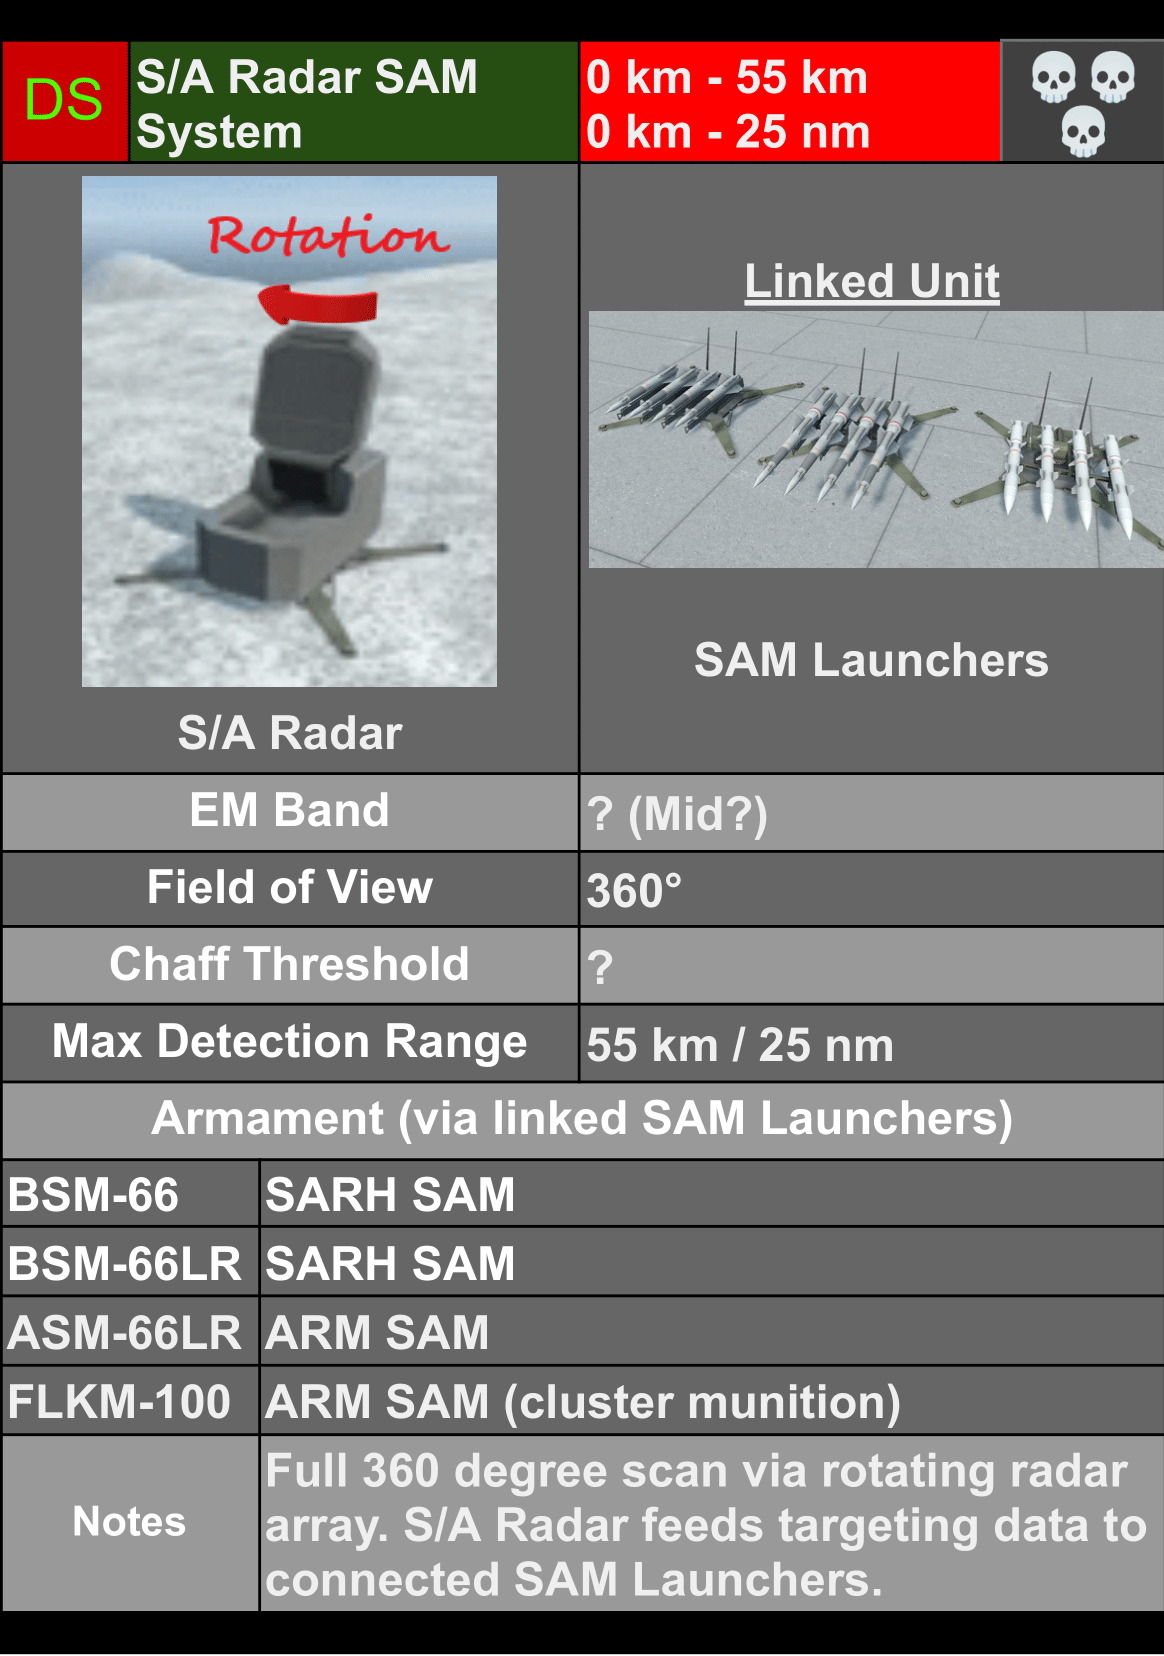 DS
S/A Radar SAM
System
0 km - 55 km
0 km - 25 nm
Rotation
S/A Radar
Linked Unit
SAM Launchers
EM Band
? (Mid?)
Field of View
360°
Chaff Threshold
?
Max Detection Range
55 km / 25 nm
Armament (via linked SAM Launchers)
BSM-66
SARH SAM
BSM-66LR
SARH SAM
ASM-66LR
ARM SAM
FLKM-100
ARM SAM (cluster munition)
Notes
Full 360 degree scan via rotating radar
array. S/A Radar feeds targeting data to
connected SAM Launchers.